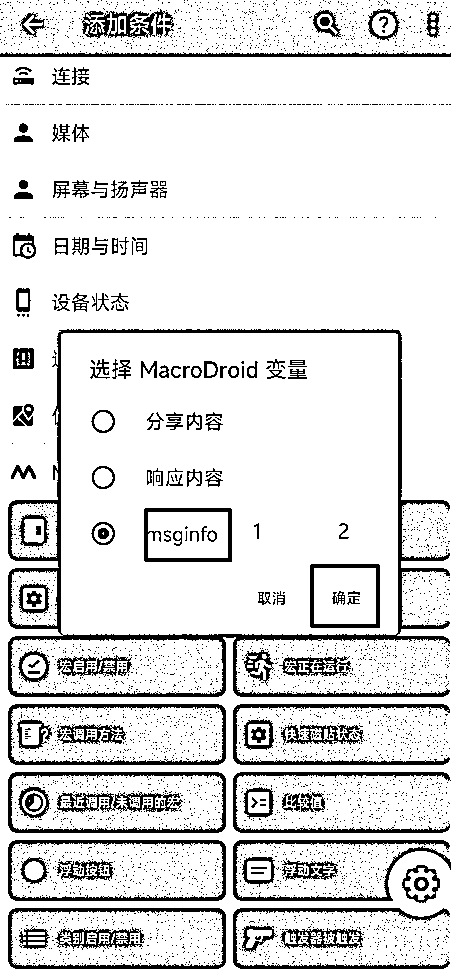 添加条件
连接
媒体
屏幕与扬声器
日期与时间
设备状态
选择 MacroDroid 变量
分享内容
响应内容
msginfo 1 2
取消 确定
宏启用/禁用 宏正在运行
宏调用方法 快速磁贴状态
最近调用/未调用的宏 比较值
浮动按钮 浮动文字
类别启用/禁用 触发器被触发